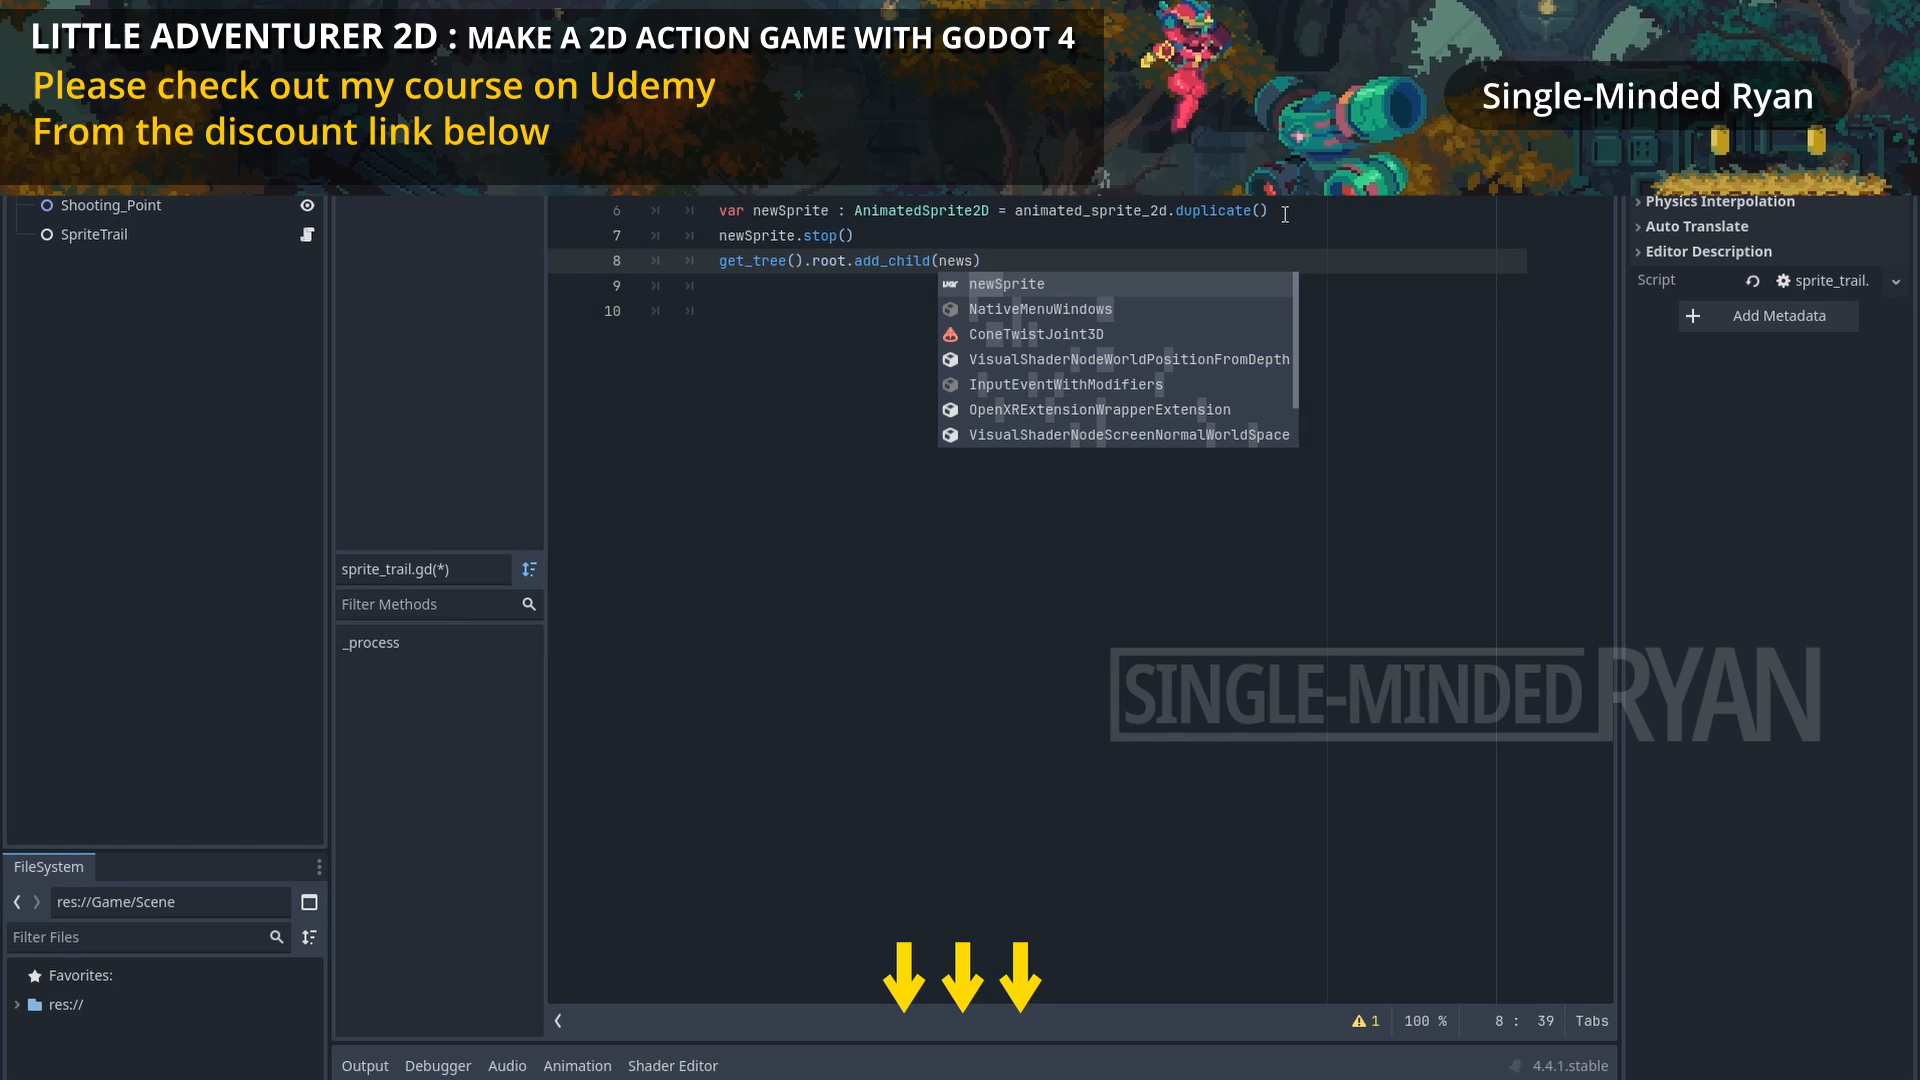 LITTLE ADVENTURER 2D : MAKE A 2D ACTION GAME WITH GODOT 4
Please check out my course on Udemy
From the discount link below
Single-Minded Ryan
Shooting_Point
SpriteTrail
6 var newSprite : AnimatedSprite2D = animated_sprite_2d.duplicate()
7 newSprite.stop()
8 get_tree().root.add_child(news)
9
10
newSprite
NativeMenuWindows
ConeTwistJoint3D
VisualShaderNodeWorldPositionFromDepth
InputEventWithModifiers
OpenXRExtensionWrapperExtension
VisualShaderNodeScreenNormalWorldSpace
Physics Interpolation
Auto Translate
Editor Description
Script sprite_trail.
Add Metadata
sprite_trail.gd(*)
Filter Methods
_process
SINGLE-MINDED RYAN
FileSystem
res://Game/Scene
Filter Files
Favorites:
res://
1 100 % 8 : 39 Tabs
Output Debugger Audio Animation Shader Editor 4.4.1.stable